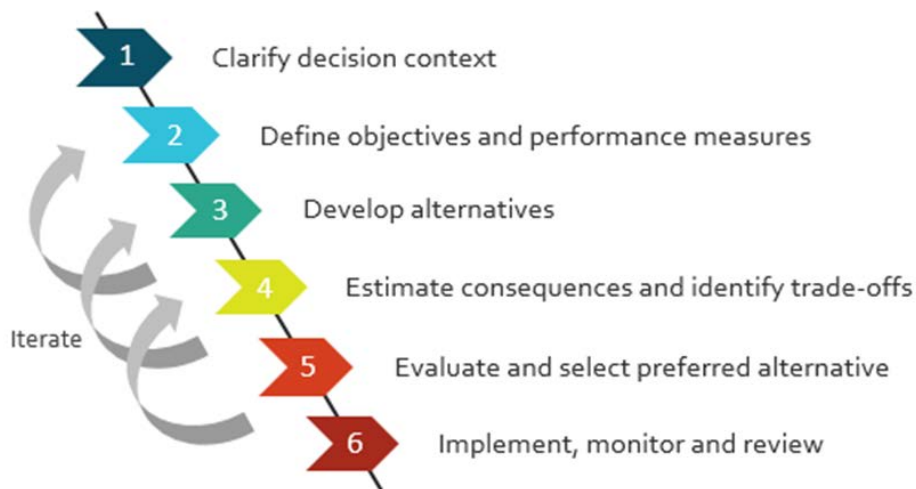 1 Clarify decision context
2 Define objectives and performance measures
3 Develop alternatives
4 Estimate consequences and identify trade-offs
Iterate
5 Evaluate and select preferred alternative
6 Implement, monitor and review